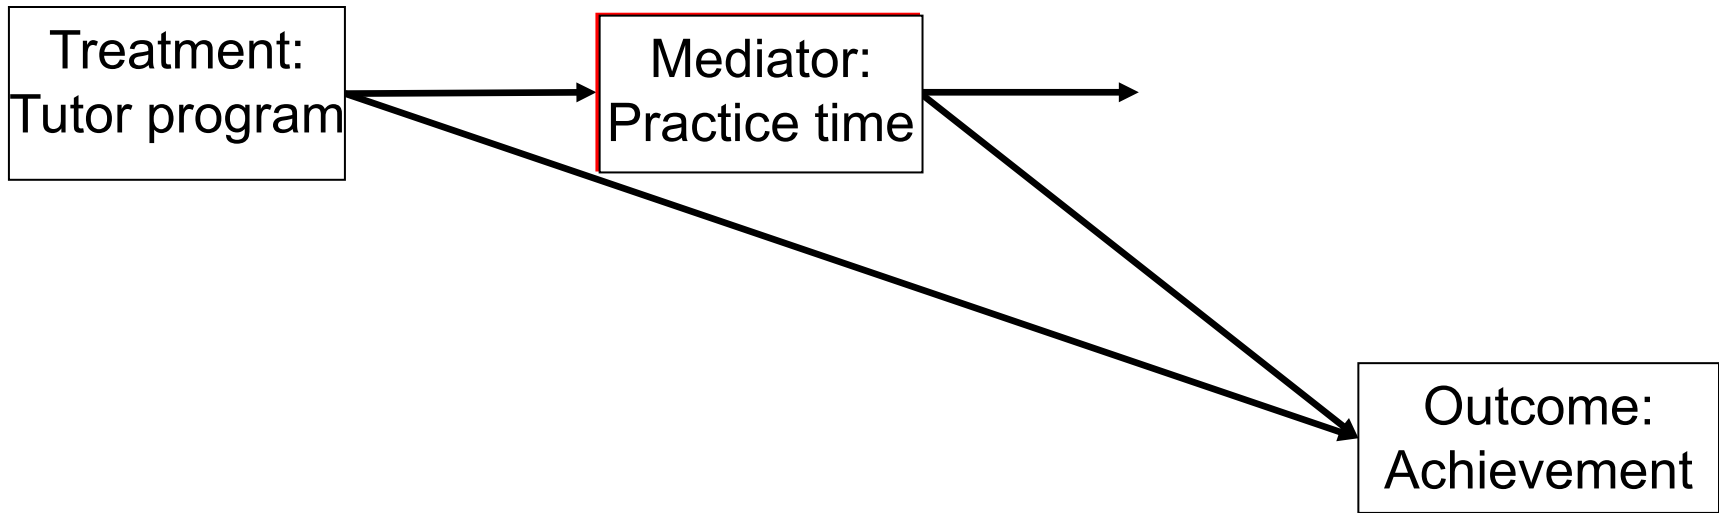 Treatment:
Tutor program
Mediator:
Practice time
Outcome:
Achievement